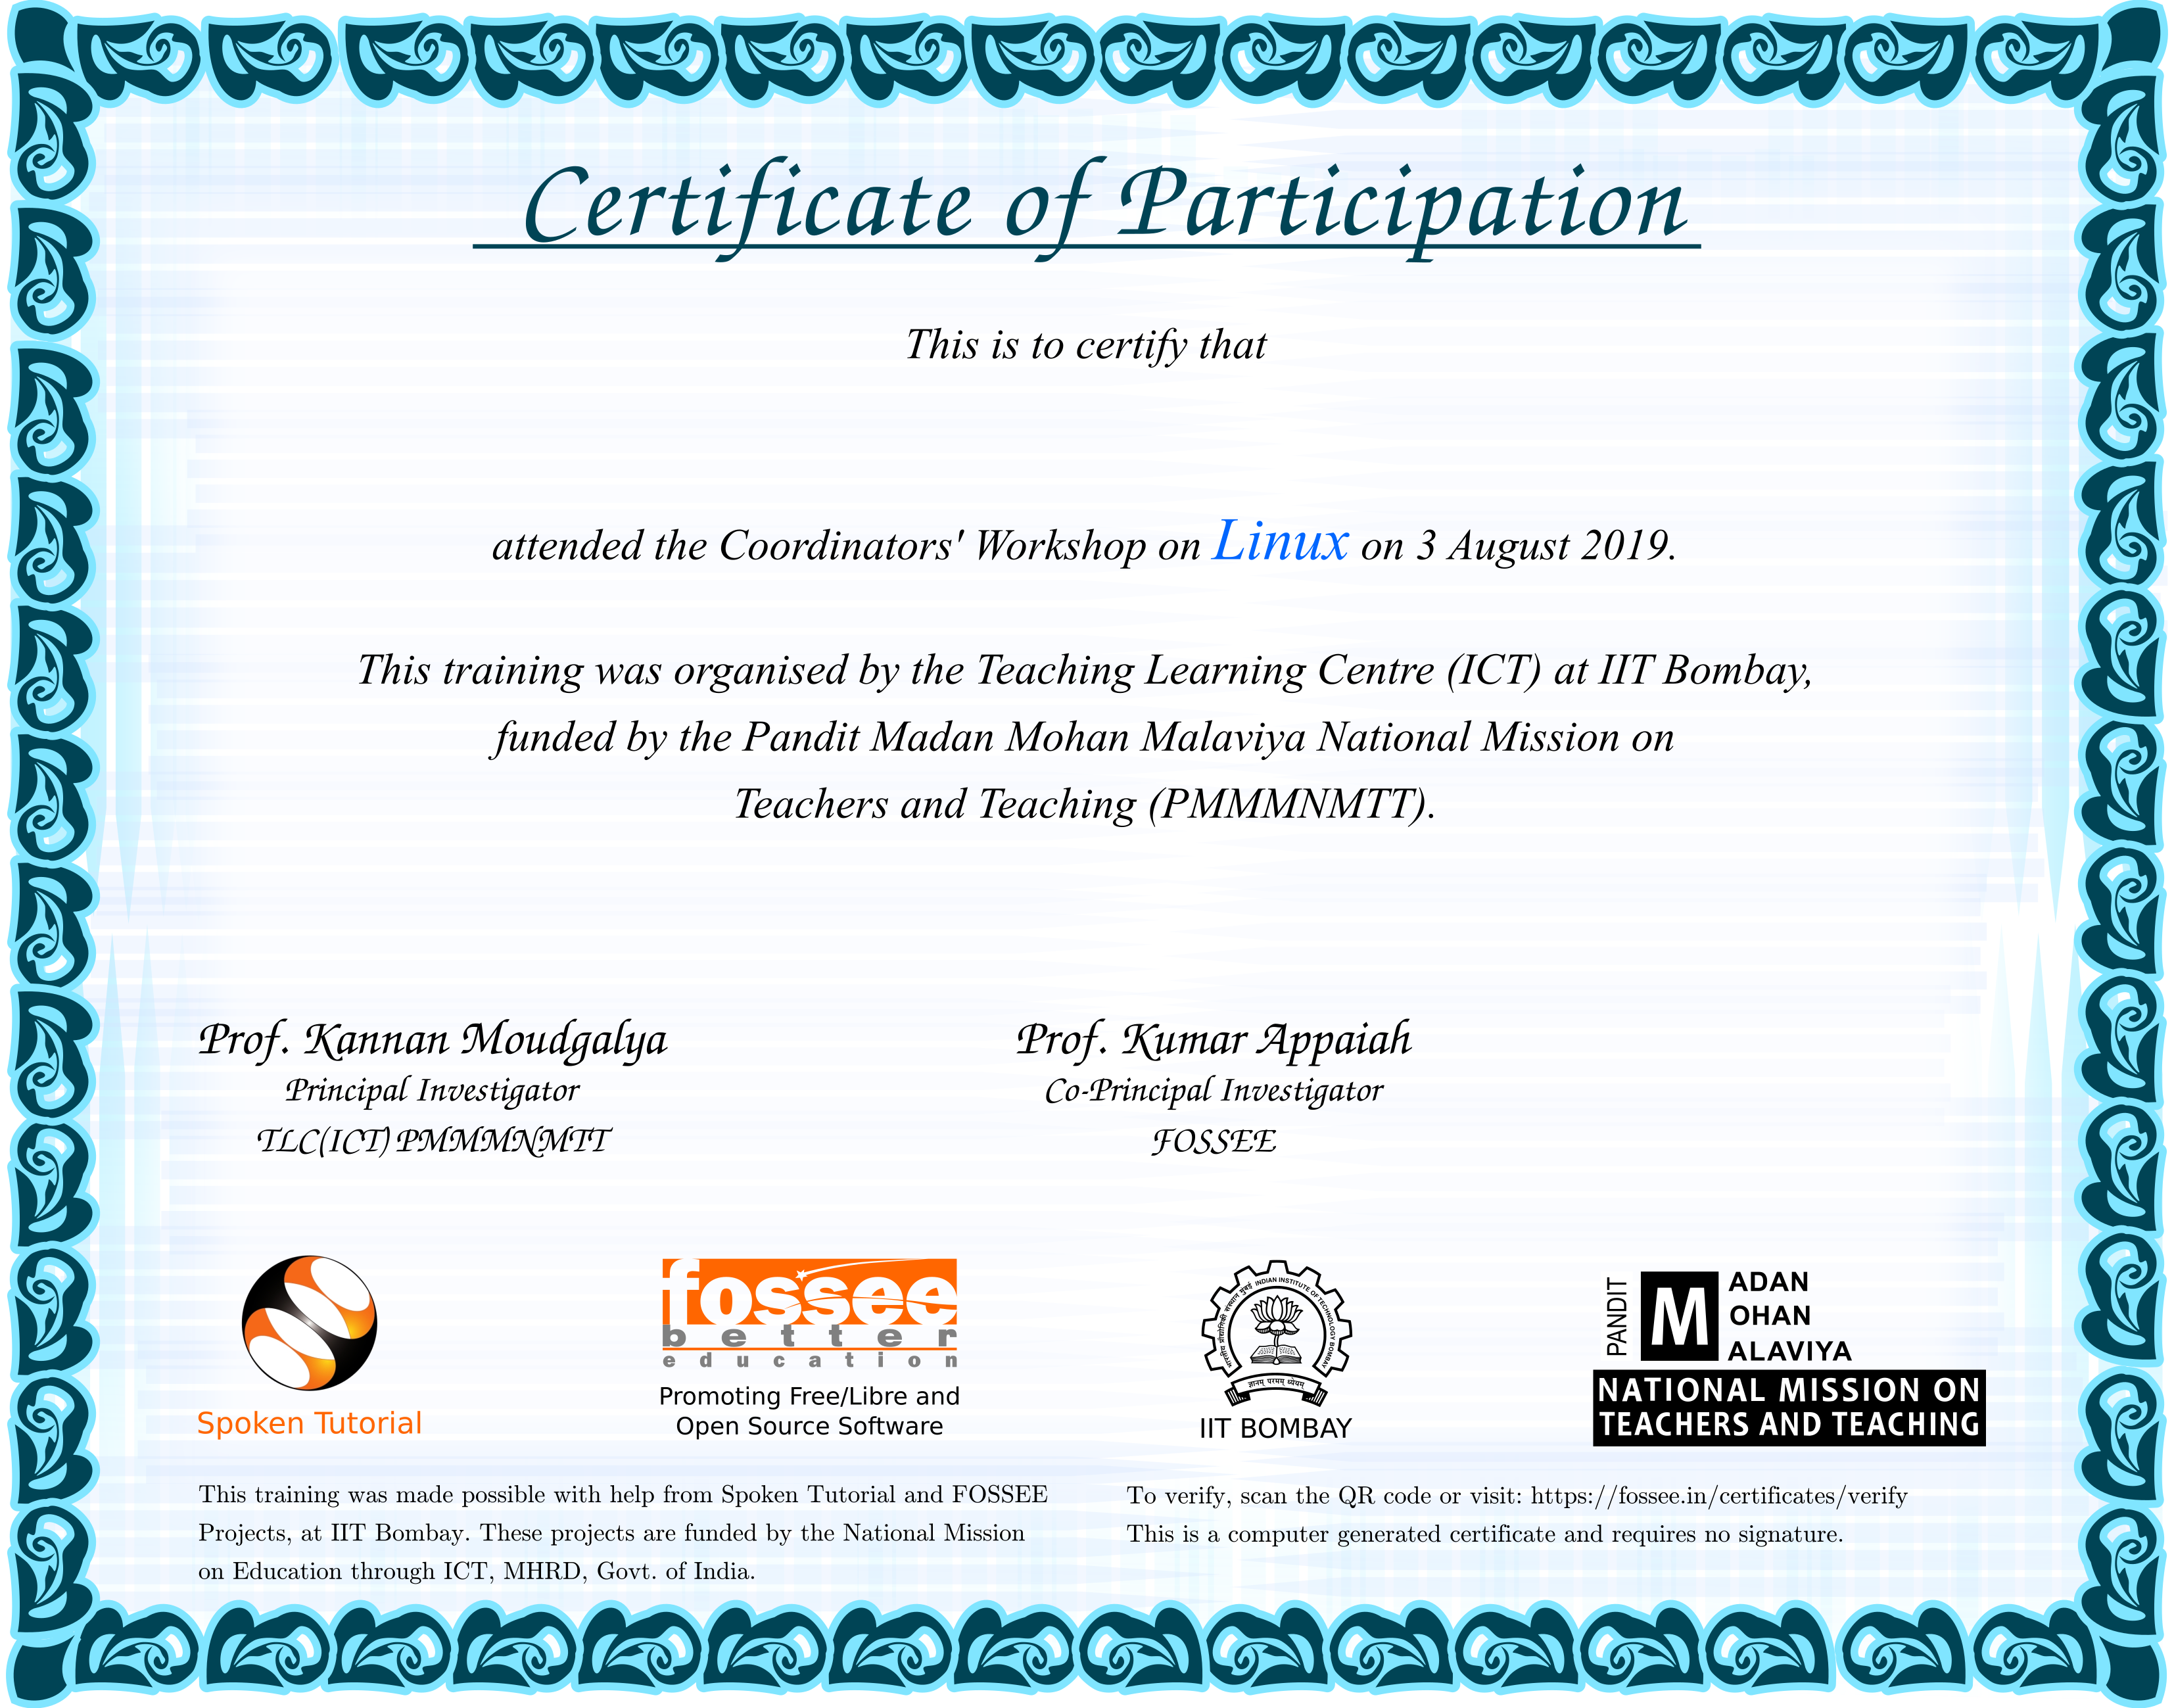 Certificate of Participation
This is to certify that
attended the Coordinators' Workshop on Linux on 3 August 2019.
This training was organised by the Teaching Learning Centre (ICT) at IIT Bombay,
funded by the Pandit Madan Mohan Malaviya National Mission on
Teachers and Teaching (PMMMNMTT).
Prof. Kannan Moudgalya
Principal Investigator
TLC(ICT) PMMMNMTT
Prof. Kumar Appaiah
Co-Principal Investigator
FOSSEE
Spoken Tutorial
fossee
better
education
Promoting Free/Libre and
Open Source Software
भारतीय प्रौद्योगिकी संस्थान मुंबई INDIAN INSTITUTE OF TECHNOLOGY BOMBAY
ज्ञानम् परमम् ध्येयम्
IIT BOMBAY
PANDIT
M
ADAN
OHAN
ALAVIYA
NATIONAL MISSION ON
TEACHERS AND TEACHING
This training was made possible with help from Spoken Tutorial and FOSSEE
Projects, at IIT Bombay. These projects are funded by the National Mission
on Education through ICT, MHRD, Govt. of India.
To verify, scan the QR code or visit: https://fossee.in/certificates/verify
This is a computer generated certificate and requires no signature.